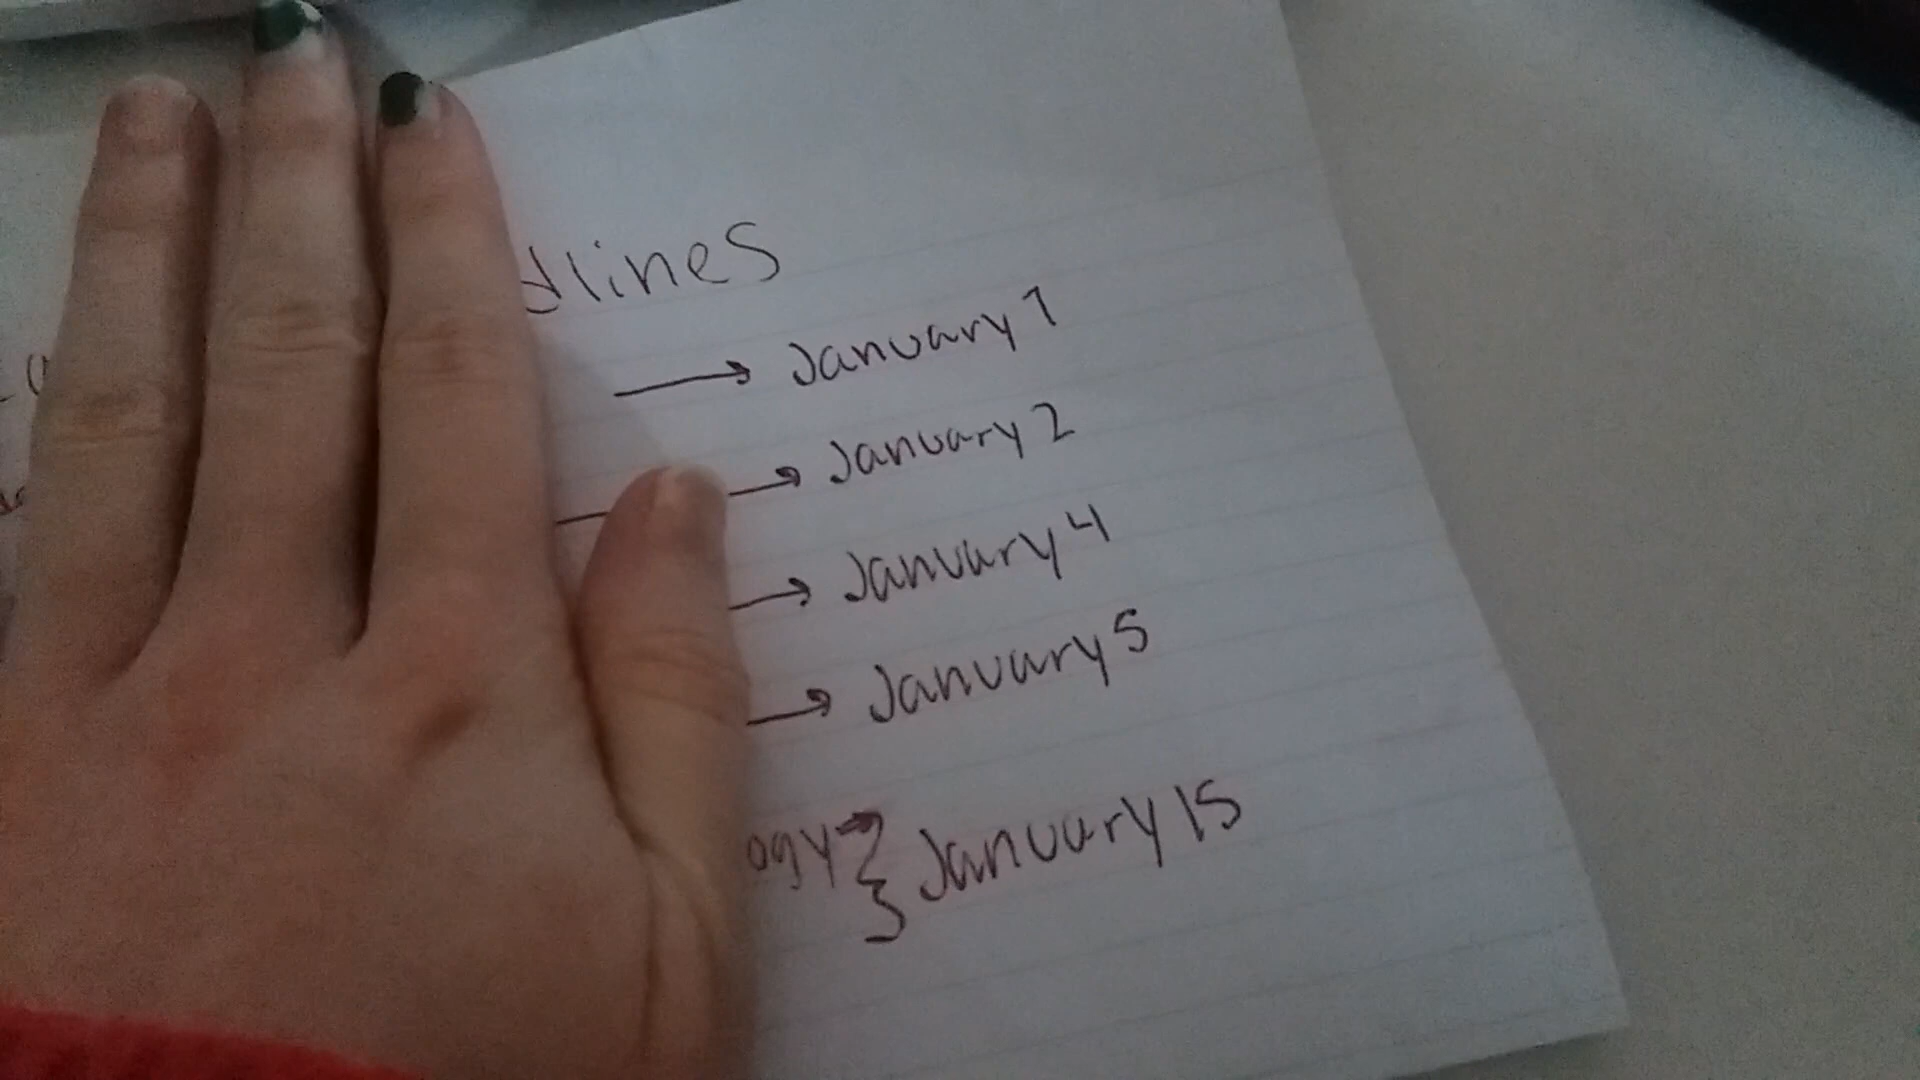 dlines
→ January 1
→ January 2
→ January 4
→ January 5
ogy → } January 15